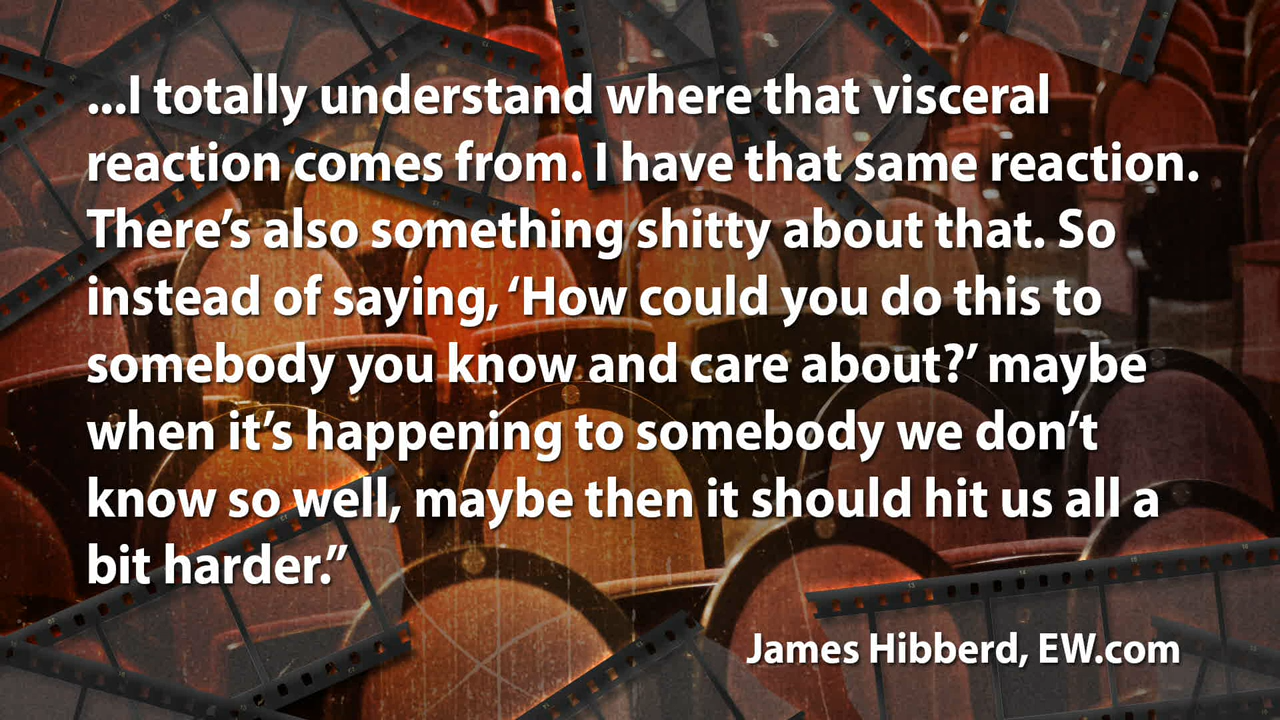 ...I totally understand where that visceral
reaction comes from. I have that same reaction.
There’s also something shitty about that. So
instead of saying, ‘How could you do this to
somebody you know and care about?’ maybe
when it’s happening to somebody we don’t
know so well, maybe then it should hit us all a
bit harder.”
James Hibberd, EW.com